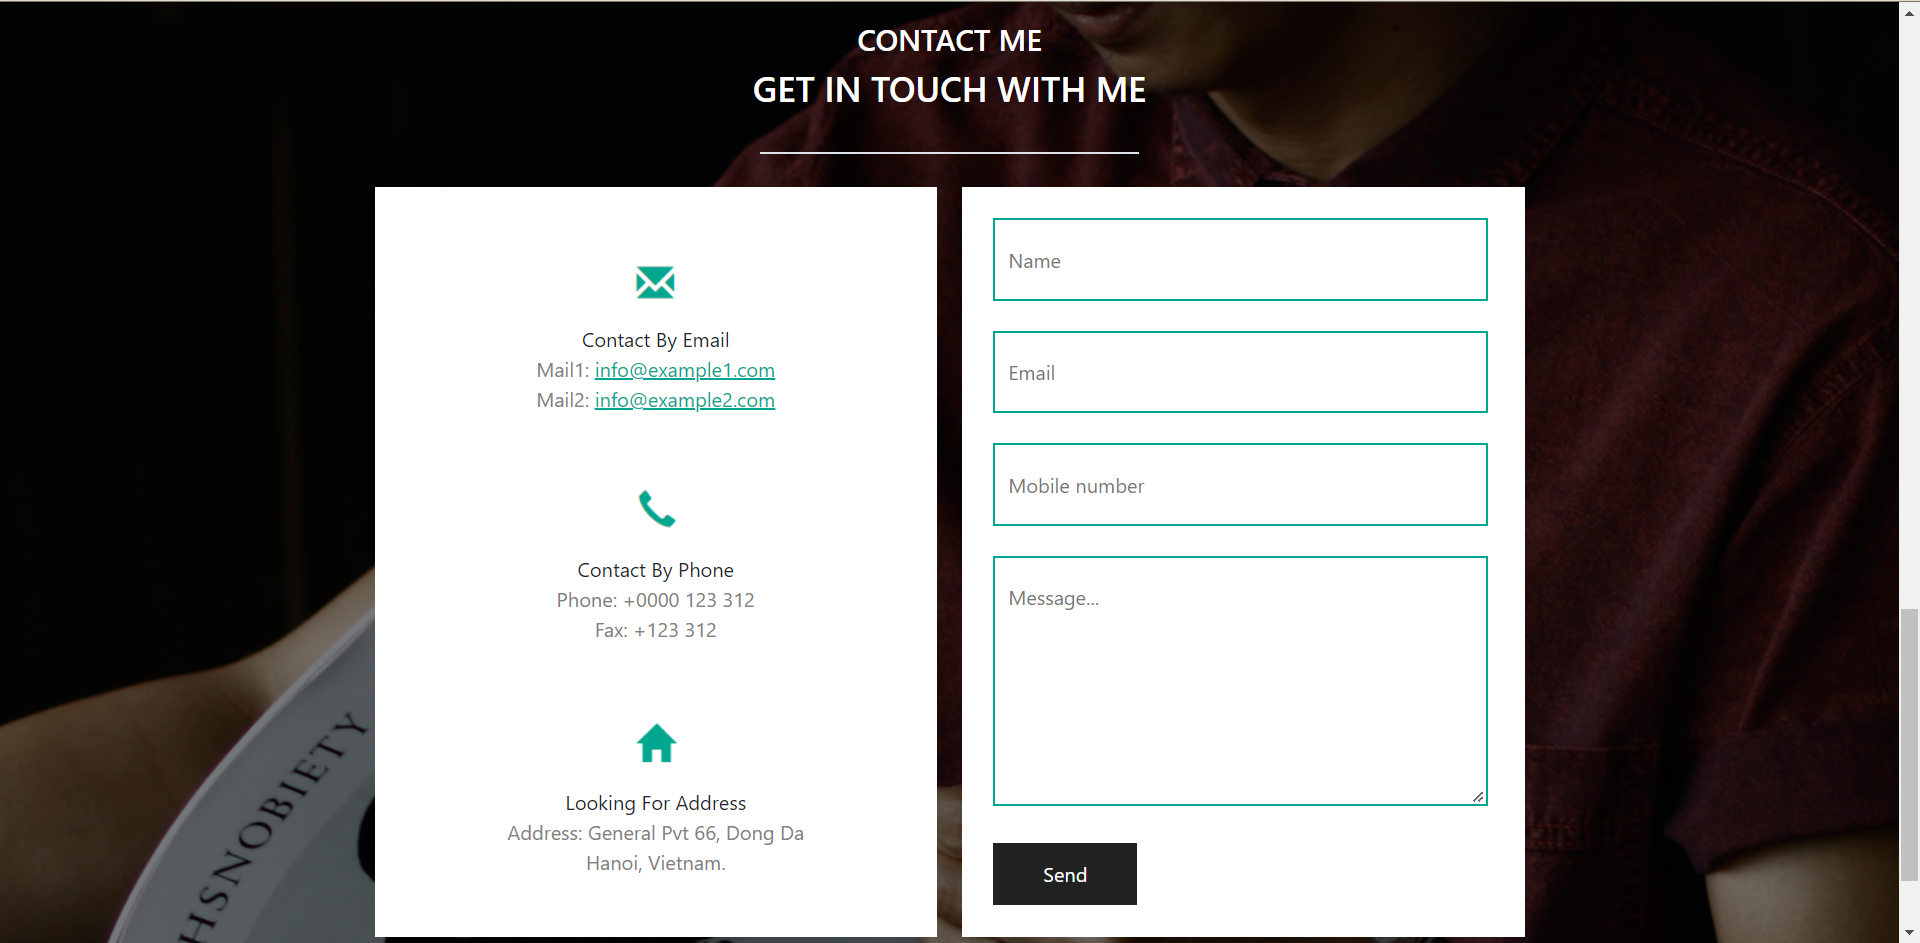 CONTACT ME
GET IN TOUCH WITH ME
Contact By Email
Mail1: info@example1.com
Mail2: info@example2.com
Contact By Phone
Phone: +0000 123 312
Fax: +123 312
Looking For Address
Address: General Pvt 66, Dong Da
Hanoi, Vietnam.
Name
Email
Mobile number
Message...
Send
HSNOBIETY